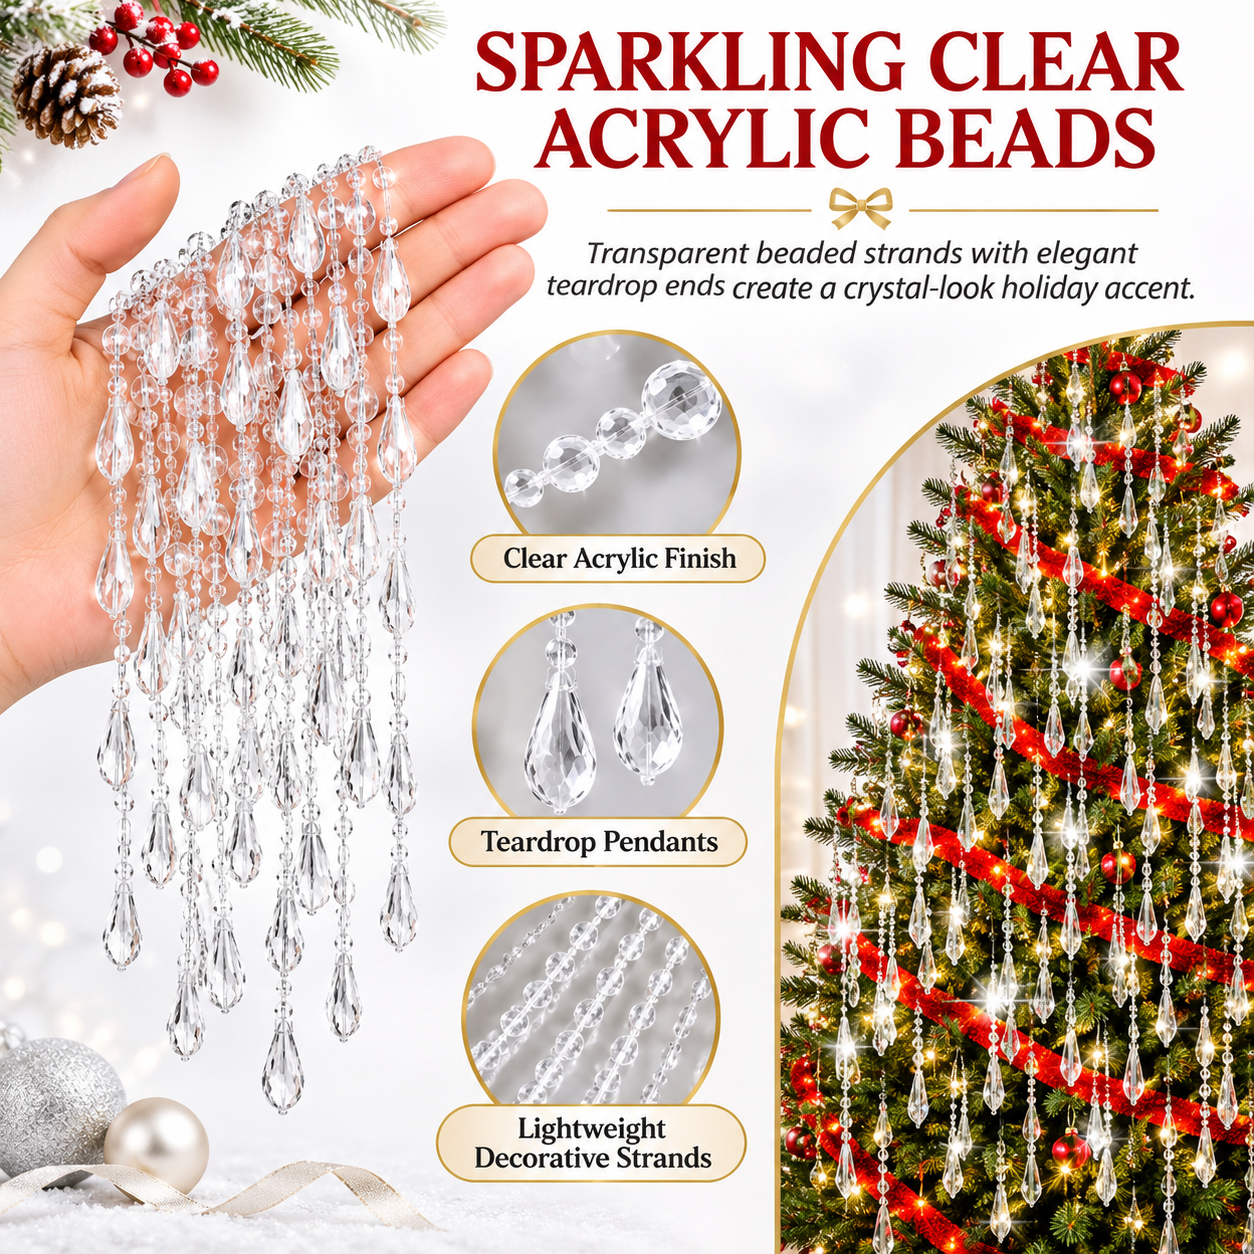 SPARKLING CLEAR
ACRYLIC BEADS
Transparent beaded strands with elegant
teardrop ends create a crystal-look holiday accent.
Clear Acrylic Finish
Teardrop Pendants
Lightweight
Decorative Strands